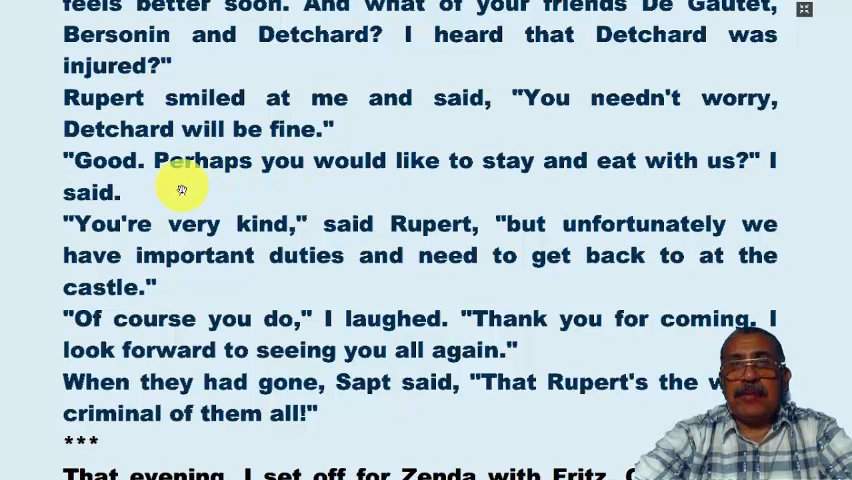 feels better soon. And what of your friends De Gautet,
Bersonin and Detchard? I heard that Detchard was
injured?"
Rupert smiled at me and said, "You needn't worry,
Detchard will be fine."
"Good. Perhaps you would like to stay and eat with us?" I
said.
"You're very kind," said Rupert, "but unfortunately we
have important duties and need to get back to at the
castle."
"Of course you do," I laughed. "Thank you for coming. I
look forward to seeing you all again."
When they had gone, Sapt said, "That Rupert's the
criminal of them all!"
***
That evening, I set off for Zenda with Fritz.